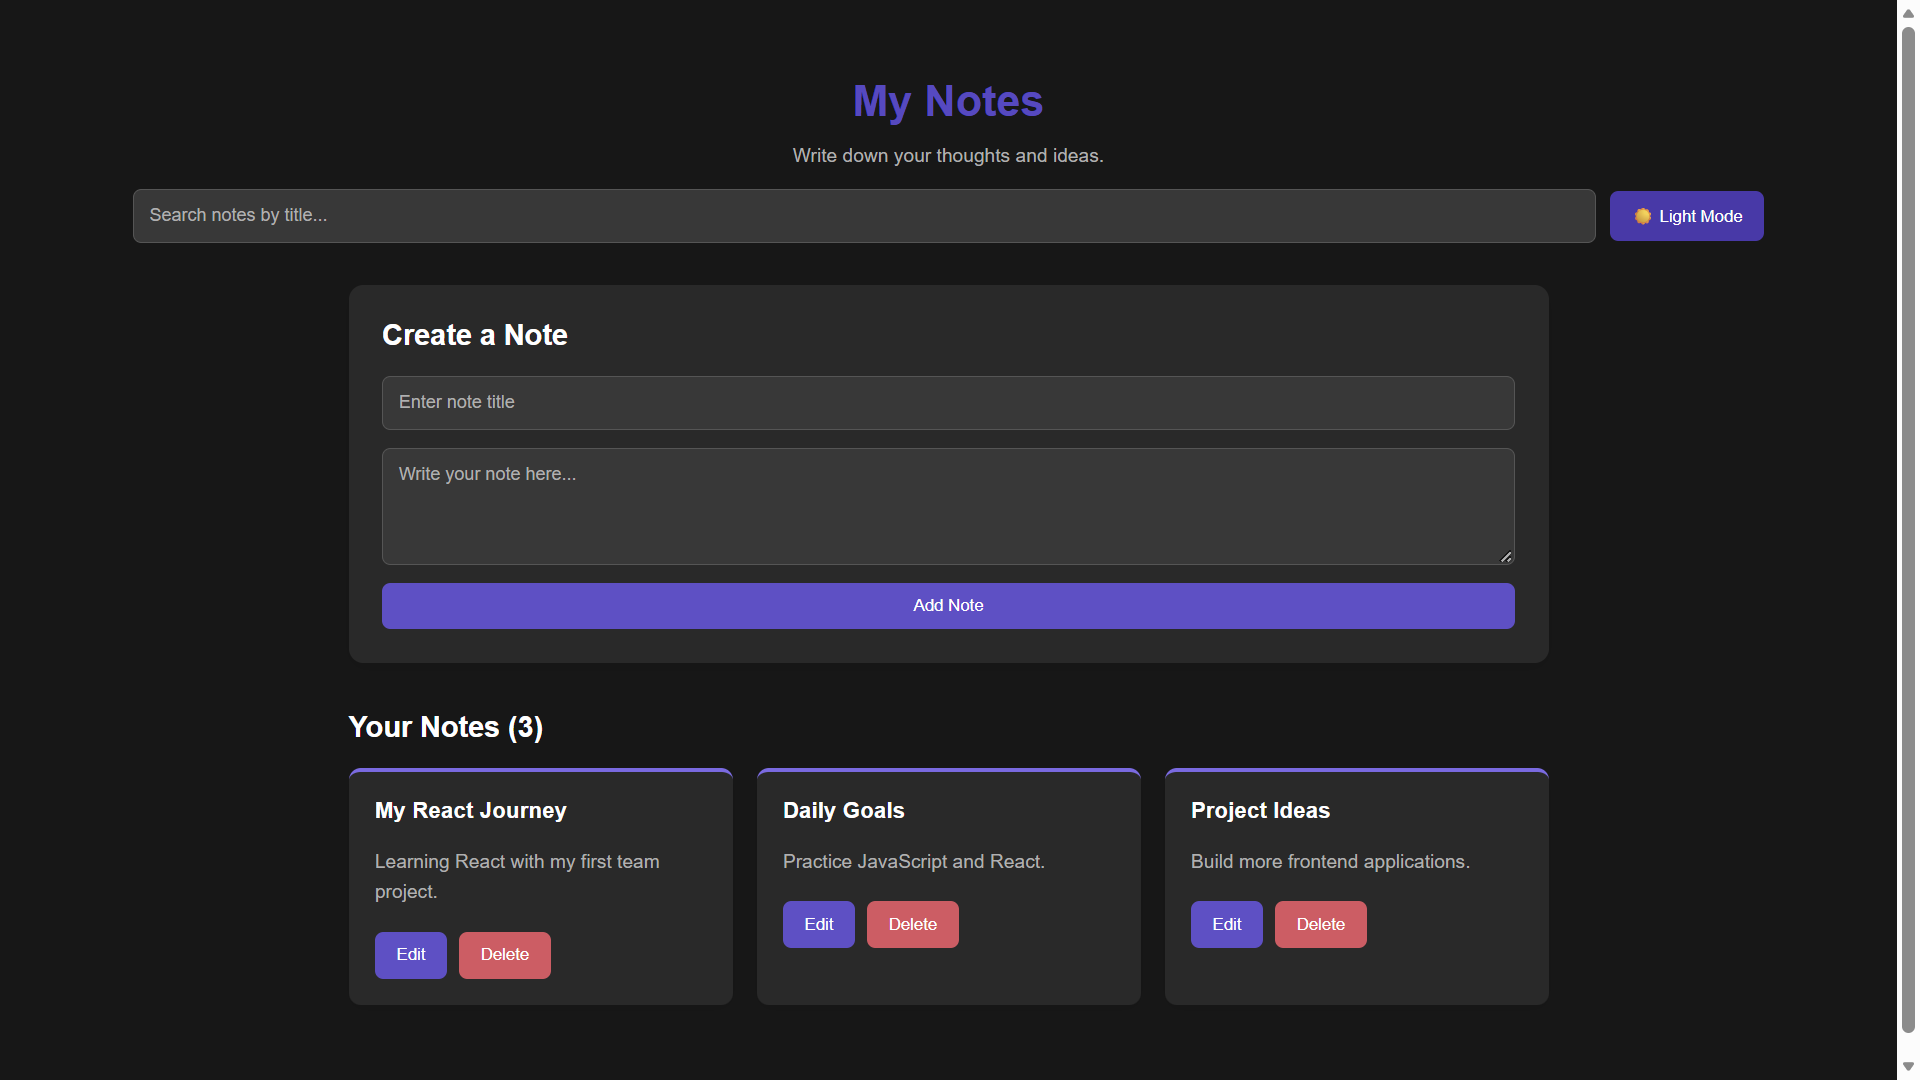 My Notes
Write down your thoughts and ideas.
Search notes by title...
Light Mode
Create a Note
Enter note title
Write your note here...
Add Note
Your Notes (3)
My React Journey
Learning React with my first team
project.
Edit
Delete
Daily Goals
Practice JavaScript and React.
Edit
Delete
Project Ideas
Build more frontend applications.
Edit
Delete